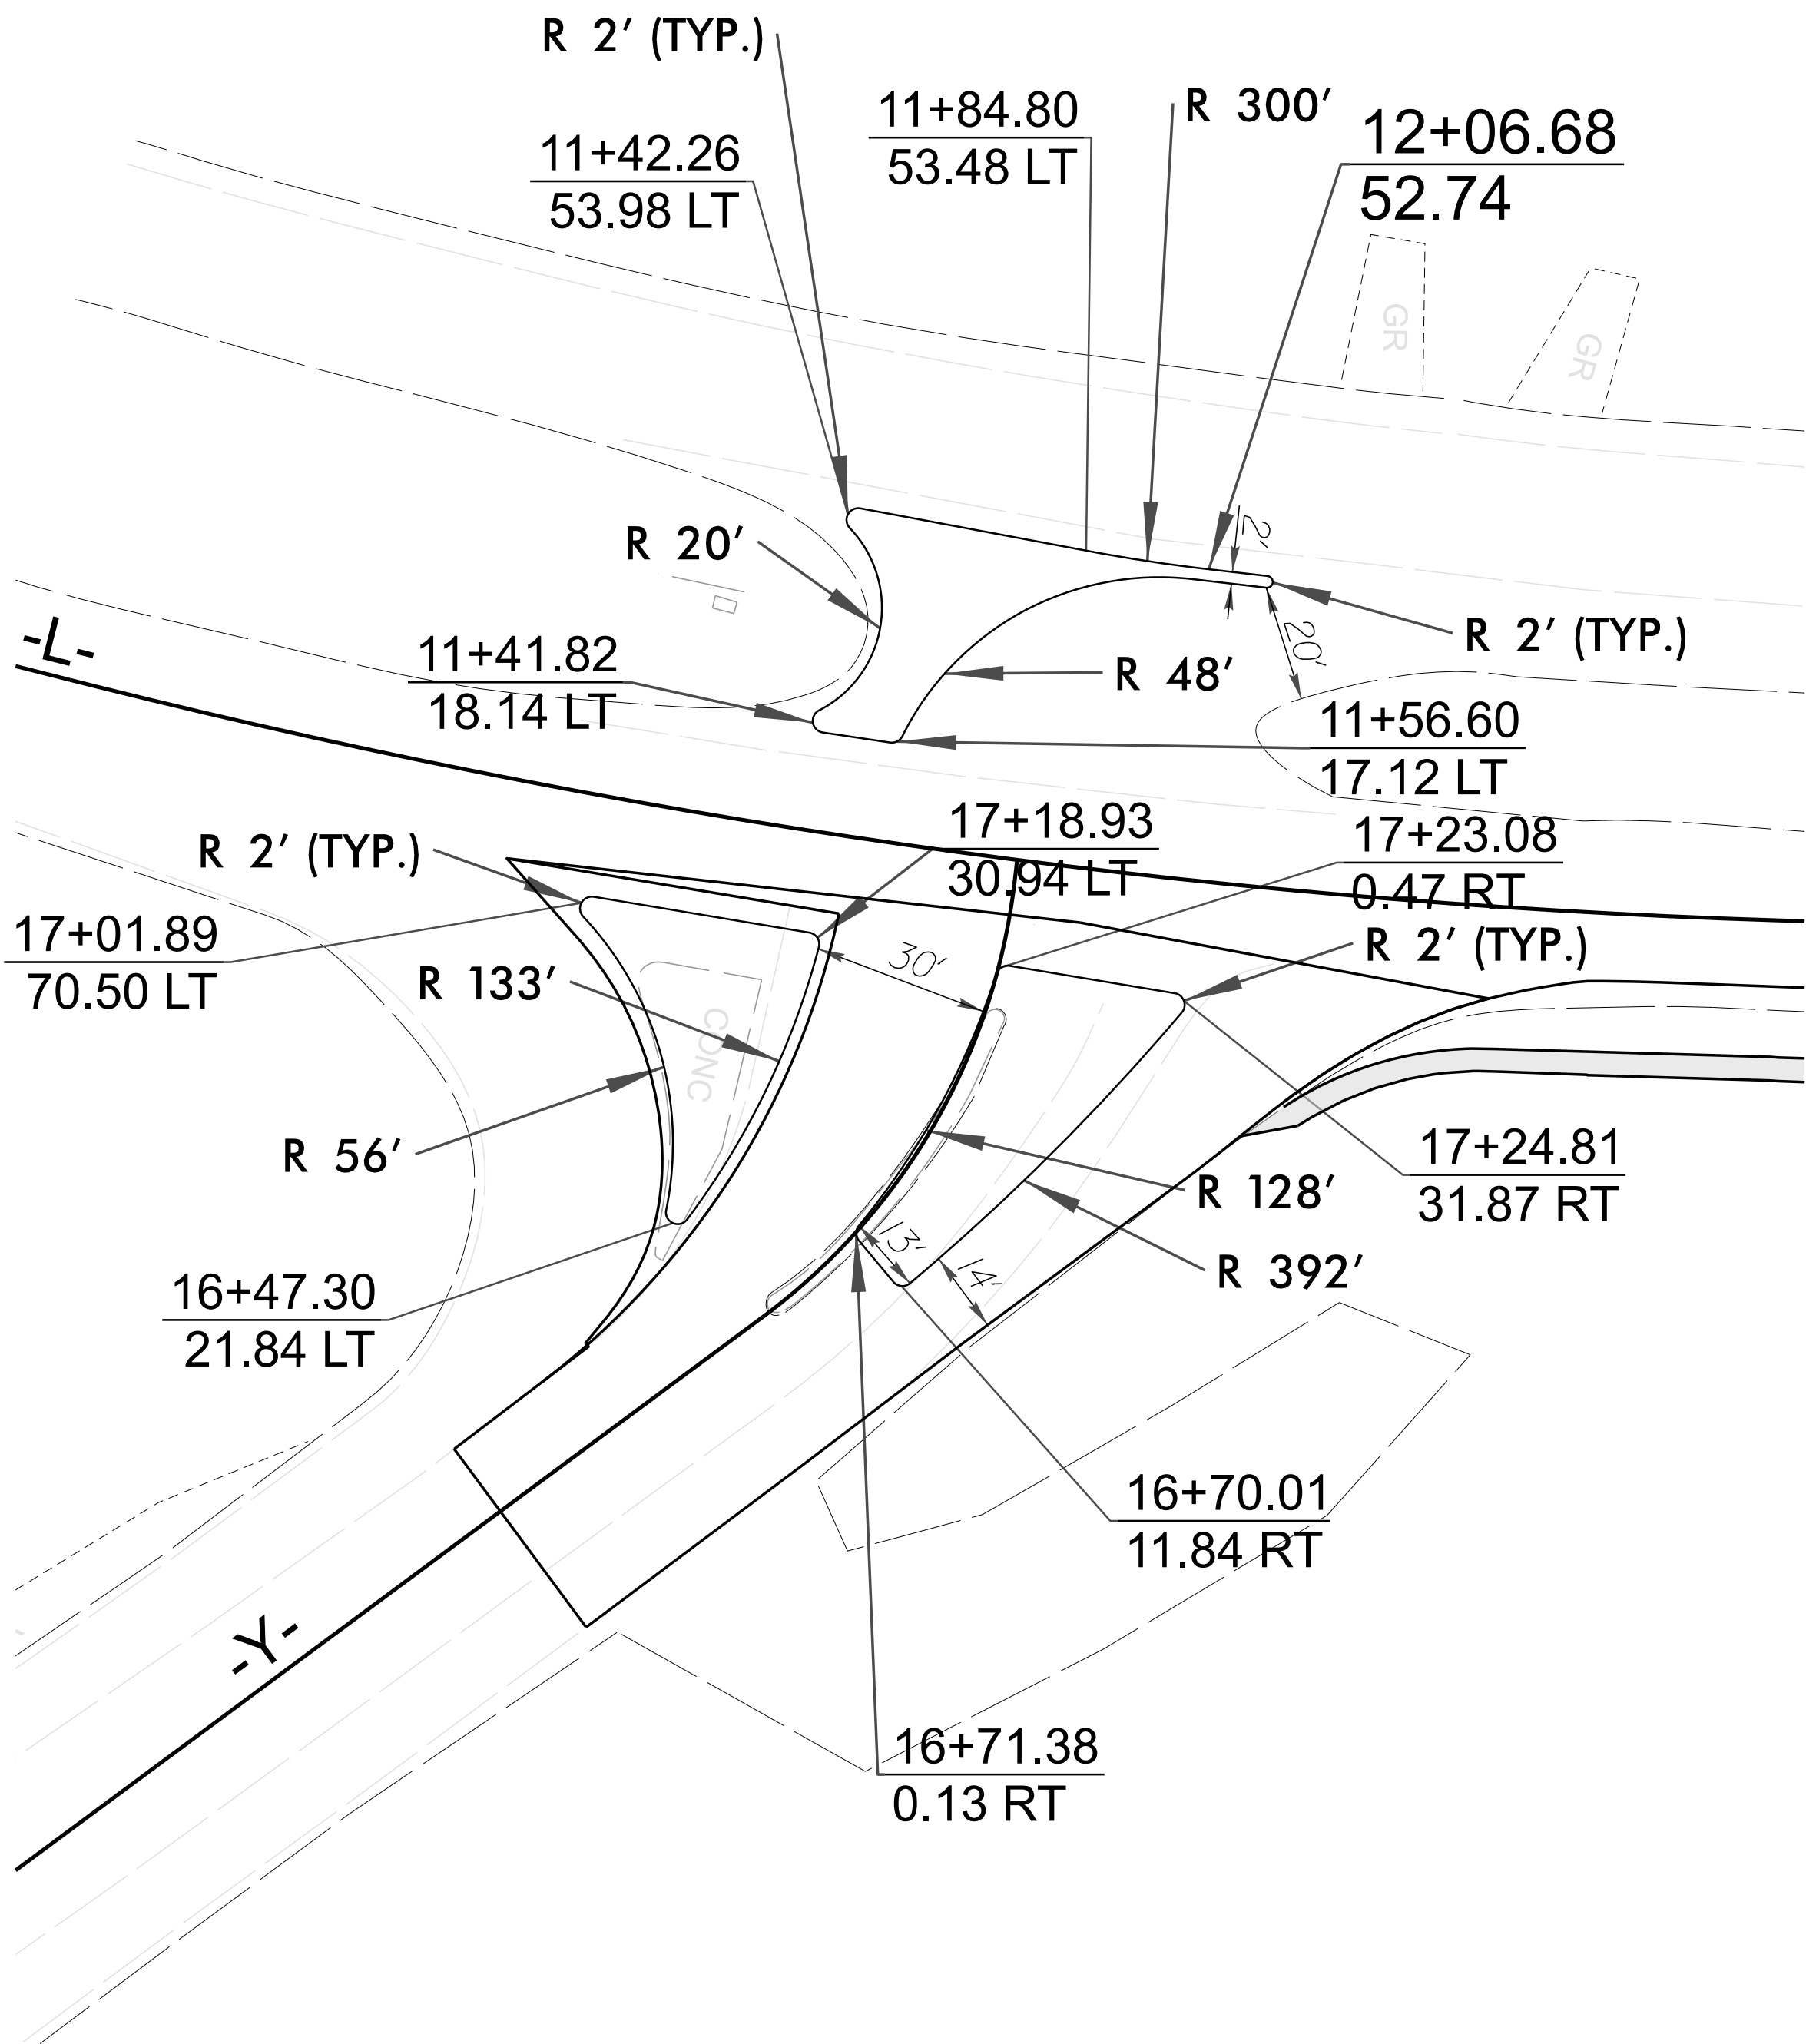 R 2' (TYP.)
11+84.80
53.48 LT
R 300'
12+06.68
52.74
11+42.26
53.98 LT
GR
GR
R 20'
2'
R 2' (TYP.)
20'
-L-
11+41.82
18.14 LT
R 48'
11+56.60
17.12 LT
17+18.93
30.94 LT
17+23.08
0.47 RT
R 2' (TYP.)
17+01.89
70.50 LT
R 133'
30'
R 2' (TYP.)
CONC
R 56'
17+24.81
31.87 RT
R 128'
13'
14'
R 392'
16+47.30
21.84 LT
16+70.01
11.84 RT
-Y-
16+71.38
0.13 RT